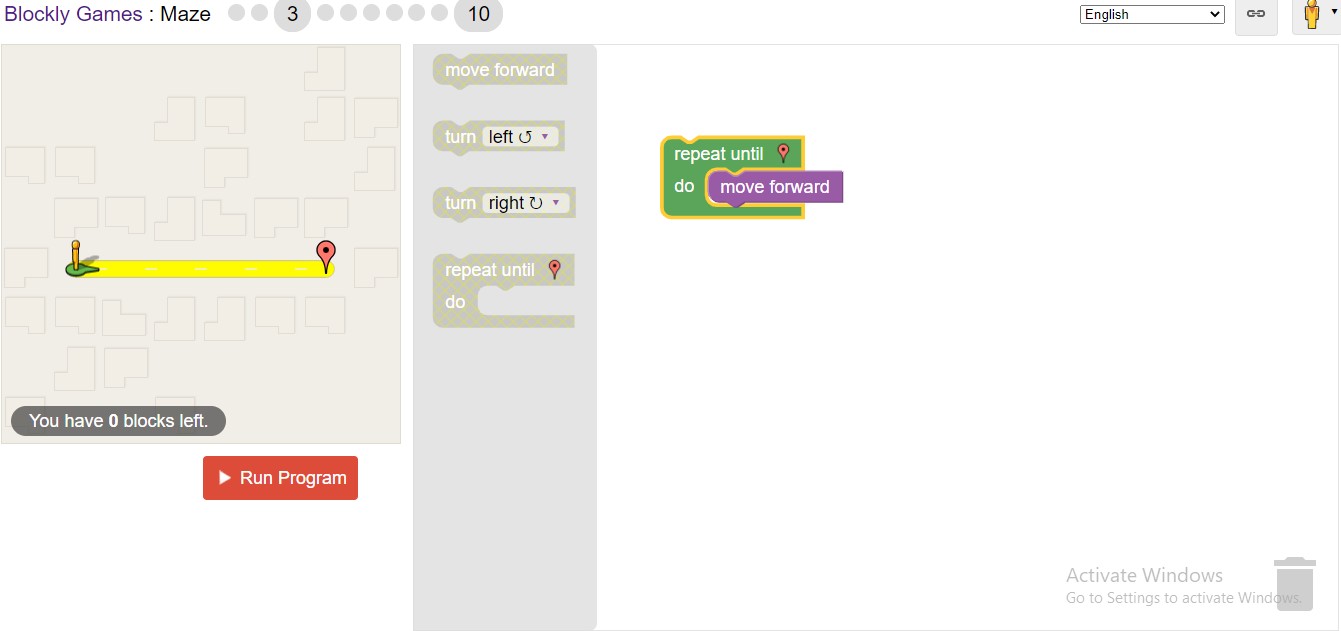 Blockly Games : Maze 3 10 English
move forward
turn left ↺
turn right ↻
repeat until
do
repeat until
do move forward
You have 0 blocks left.
Run Program
Activate Windows
Go to Settings to activate Windows.